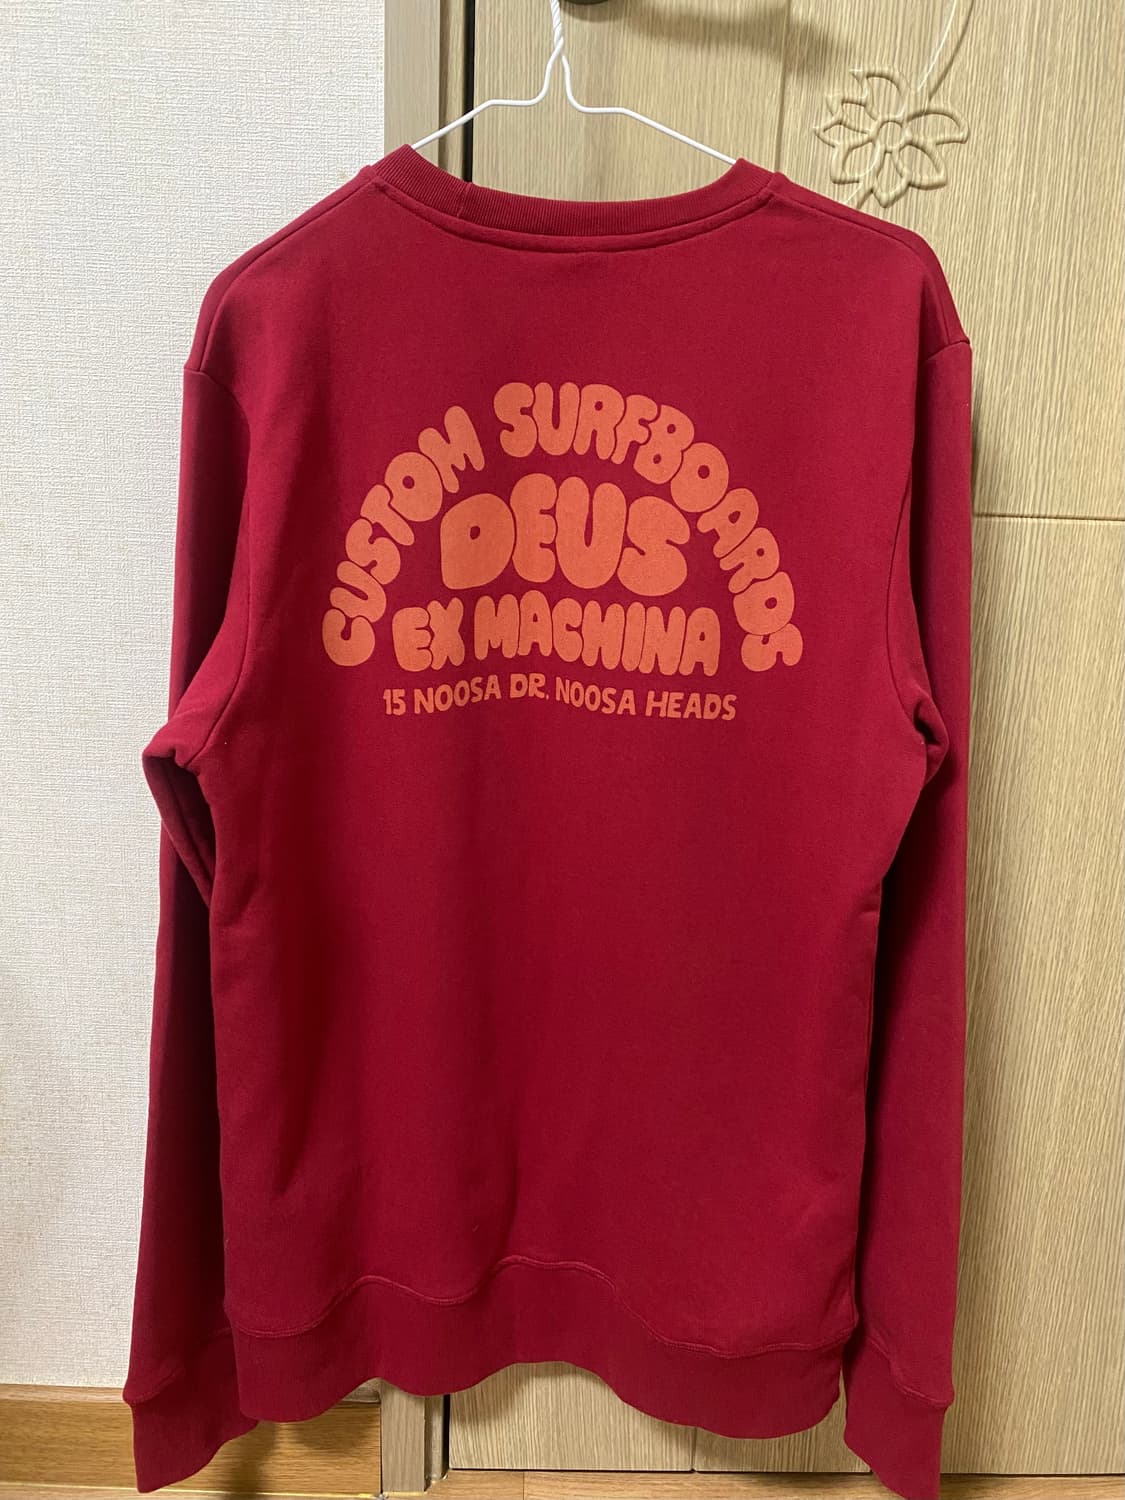 CUSTOM SURFBOARDS
DEUS
EX MACHINA
15 NOOSA DR. NOOSA HEADS